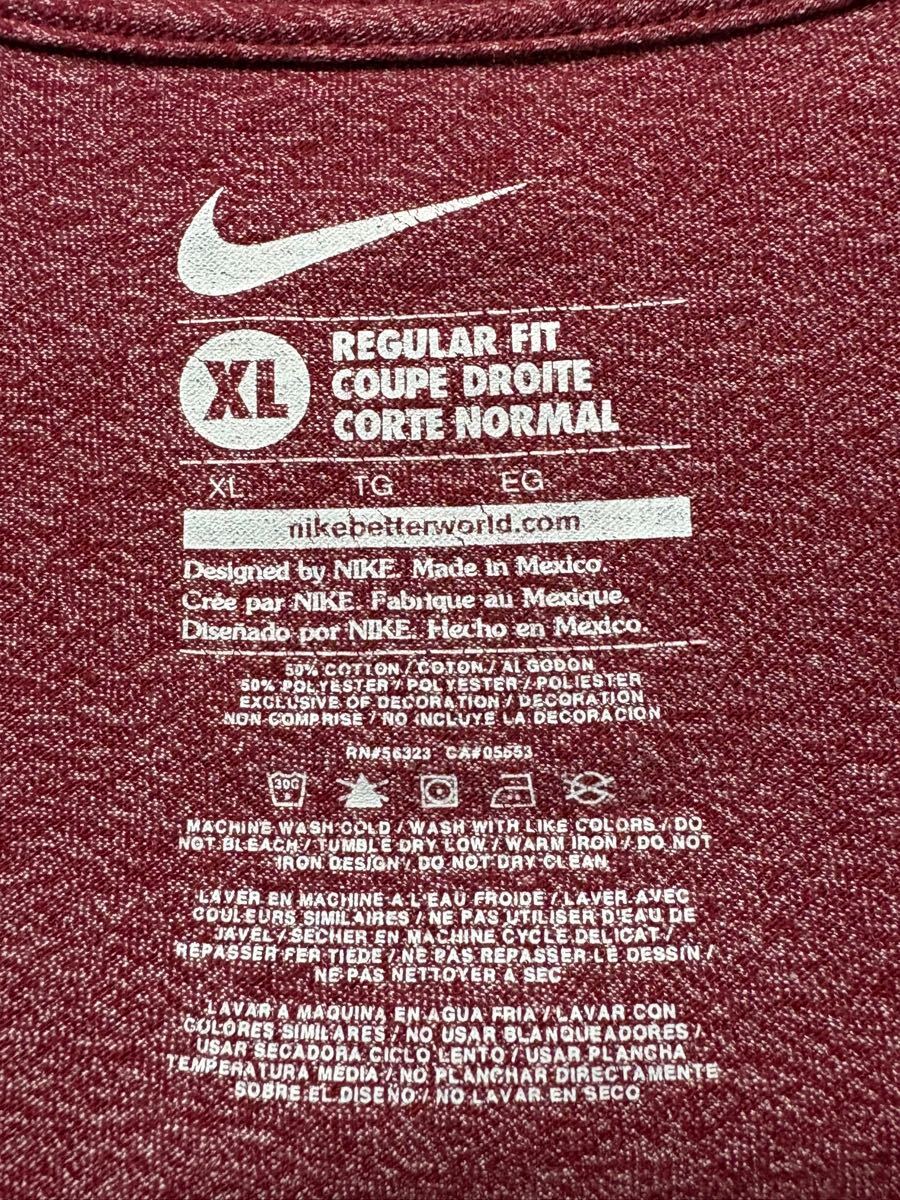 XL
REGULAR FIT
COUPE DROITE
CORTE NORMAL
XL TG EG
nikebetterworld.com
Designed by NIKE. Made in Mexico.
Crée par NIKE. Fabrique au Mexique.
Diseñado por NIKE. Hecho en Mexico.
50% COTTON / COTON / ALGODON
50% POLYESTER / POLYESTER / POLIESTER
EXCLUSIVE OF DECORATION / DECORATION
NON COMPRISE / NO INCLUYE LA DECORACION
RN#56323 CA#05553
30C
MACHINE WASH COLD / WASH WITH LIKE COLORS / DO
NOT BLEACH / TUMBLE DRY LOW / WARM IRON / DO NOT
IRON DESIGN / DO NOT DRY CLEAN
LAVER EN MACHINE A L'EAU FROIDE / LAVER AVEC
COULEURS SIMILAIRES / NE PAS UTILISER D'EAU DE
JAVEL / SECHER EN MACHINE CYCLE DELICAT /
REPASSER FER TIEDE / NE PAS REPASSER LE DESSIN /
NE PAS NETTOYER A SEC
LAVAR A MAQUINA EN AGUA FRIA / LAVAR CON
COLORES SIMILARES / NO USAR BLANQUEADORES /
USAR SECADORA CICLO LENTO / USAR PLANCHA
TEMPERATURA MEDIA / NO PLANCHAR DIRECTAMENTE
SOBRE EL DISENO / NO LAVAR EN SECO